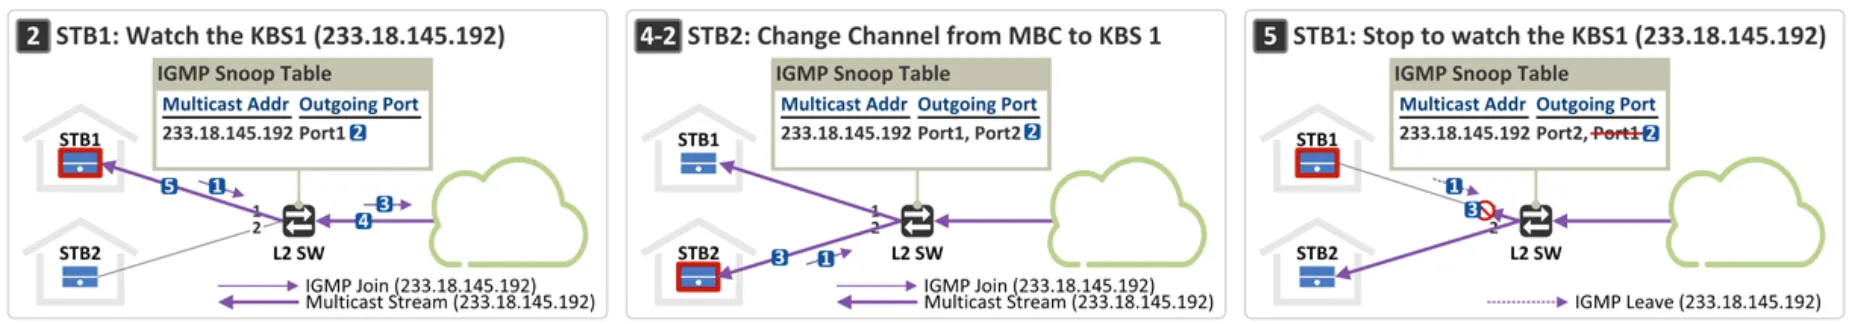 2 STB1: Watch the KBS1 (233.18.145.192)
IGMP Snoop Table
Multicast Addr Outgoing Port
233.18.145.192 Port1 2
STB1
5 1
3
1
4
2
STB2
L2 SW
IGMP Join (233.18.145.192)
Multicast Stream (233.18.145.192)
4-2 STB2: Change Channel from MBC to KBS 1
IGMP Snoop Table
Multicast Addr Outgoing Port
233.18.145.192 Port1, Port2 2
STB1
1
2
STB2
3 1
L2 SW
IGMP Join (233.18.145.192)
Multicast Stream (233.18.145.192)
5 STB1: Stop to watch the KBS1 (233.18.145.192)
IGMP Snoop Table
Multicast Addr Outgoing Port
233.18.145.192 Port2, Port1 2
STB1
1
3
2
STB2
L2 SW
IGMP Leave (233.18.145.192)